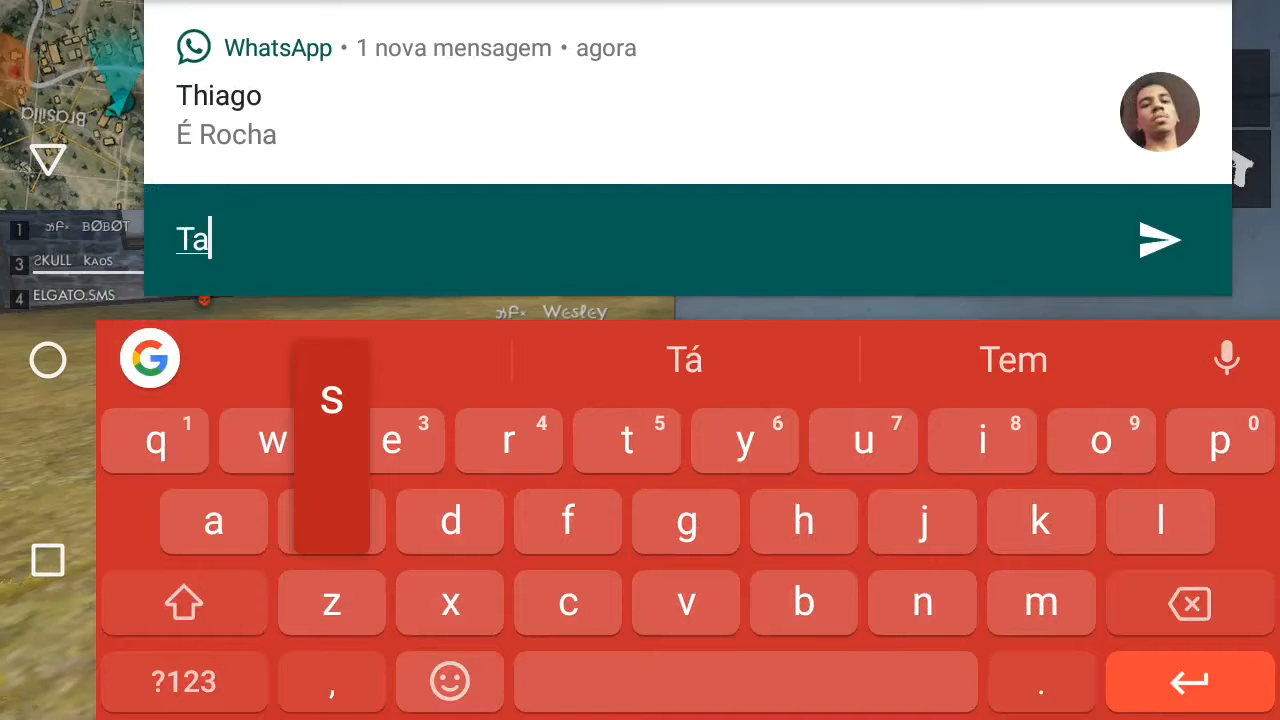 WhatsApp • 1 nova mensagem • agora
Thiago
É Rocha
Ta
Brasília
1 BØBØT
3 SKULL KAOS
4 ELGATO.SMS
Wesley
G Tá Tem
s
q 1 w e 3 r 4 t 5 y 6 u 7 i 8 o 9 p 0
a d f g h j k l
z x c v b n m
?123 , .